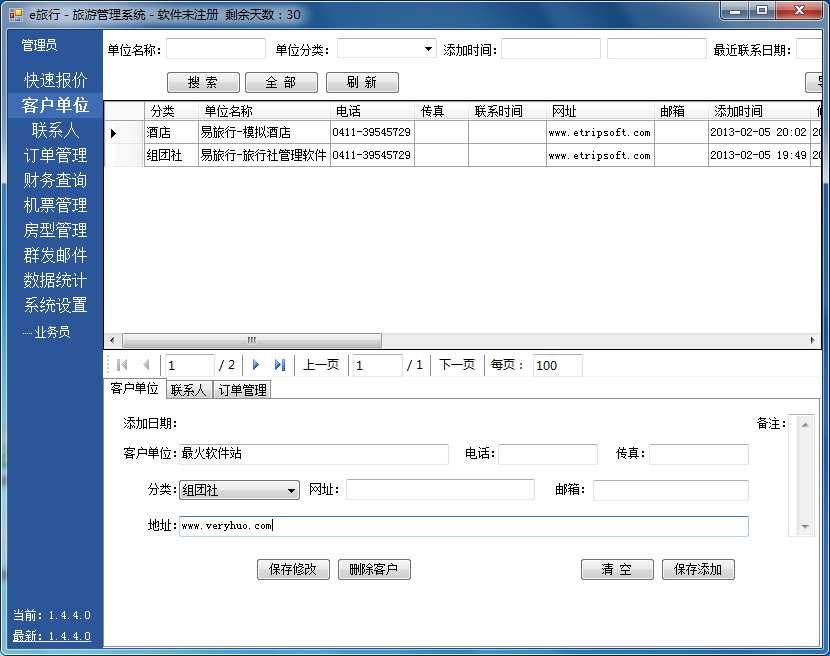 e旅行 - 旅游管理系统 - 软件未注册 剩余天数：30
管理员
快速报价
客户单位
联系人
订单管理
财务查询
机票管理
房型管理
群发邮件
数据统计
系统设置
业务员
当前: 1.4.4.0
最新: 1.4.4.0
单位名称: 单位分类: 添加时间: 最近联系日期:
搜 索 全 部 刷 新
分类 单位名称 电话 传真 联系时间 网址 邮箱 添加时间
酒店 易旅行-模拟酒店 0411-39545729 www.etripsoft.com 2013-02-05 20:02 20
组团社 易旅行-旅行社管理软件 0411-39545729 www.etripsoft.com 2013-02-05 19:49 20
1 / 2 上一页 1 / 1 下一页 每页： 100
客户单位 联系人 订单管理
添加日期: 备注:
客户单位: 最火软件站 电话: 传真:
分类: 组团社 网址: 邮箱:
地址: www.veryhuo.com
保存修改 删除客户 清 空 保存添加